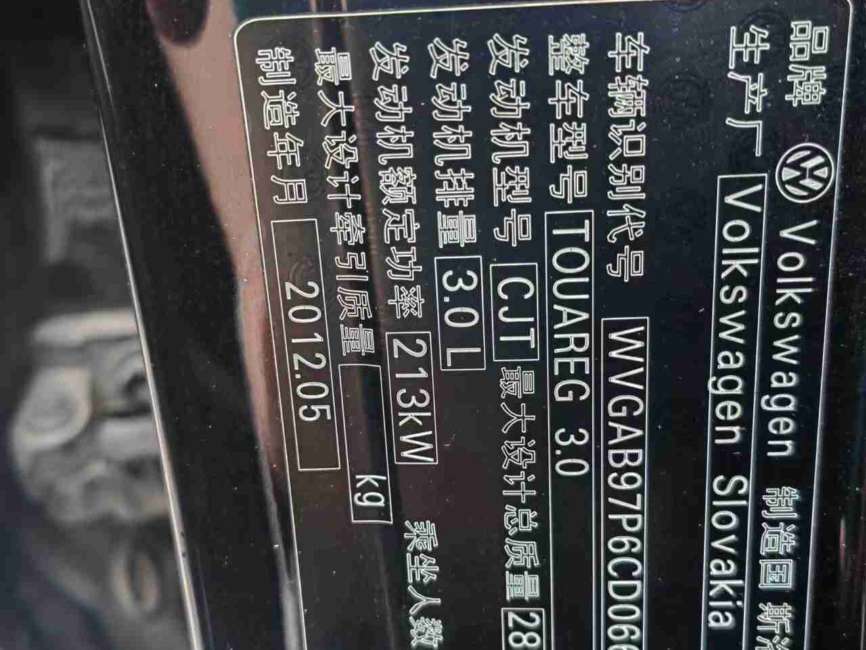 品牌 Volkswagen 制造国 斯洛
生产厂 Volkswagen Slovakia
车辆识别代号 WVGAB97P6CD066
整车型号 TOUAREG 3.0
发动机型号 CJT 最大设计总质量 28
发动机排量 3.0 L
发动机额定功率 213kW 乘坐人数
最大设计牵引质量 kg
制造年月 2012.05